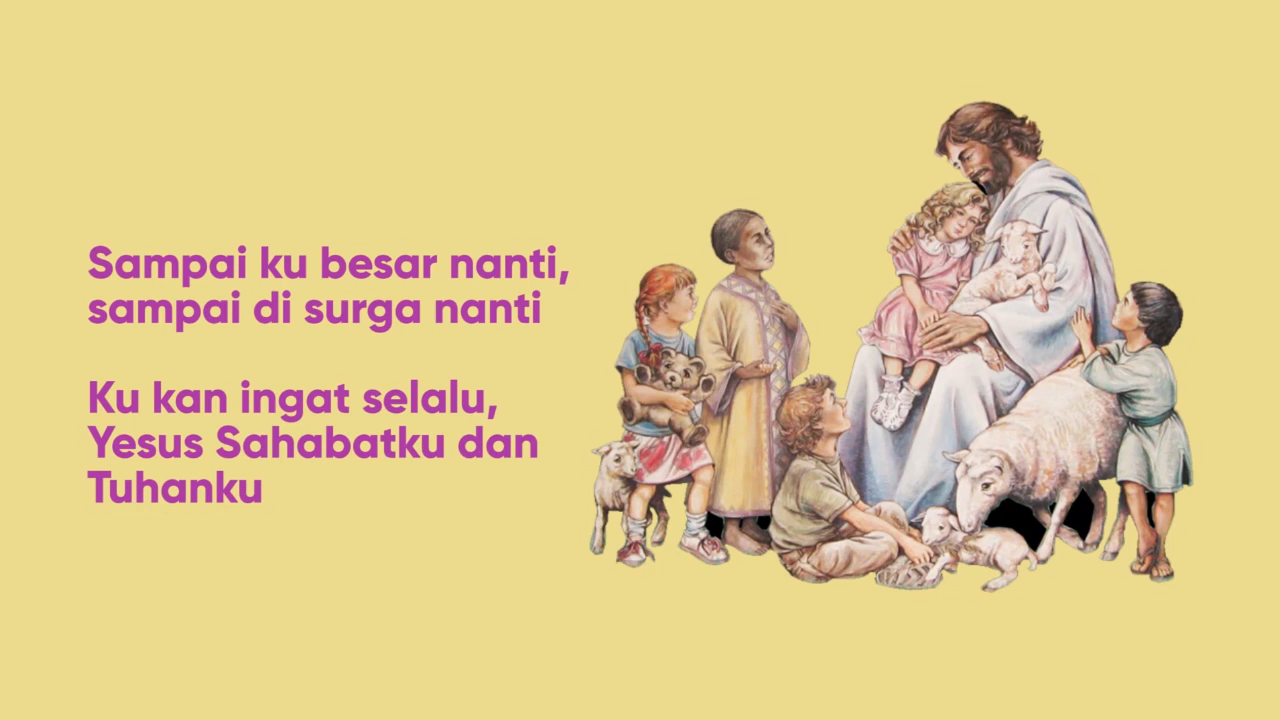 Sampai ku besar nanti,
sampai di surga nanti
Ku kan ingat selalu,
Yesus Sahabatku dan
Tuhanku